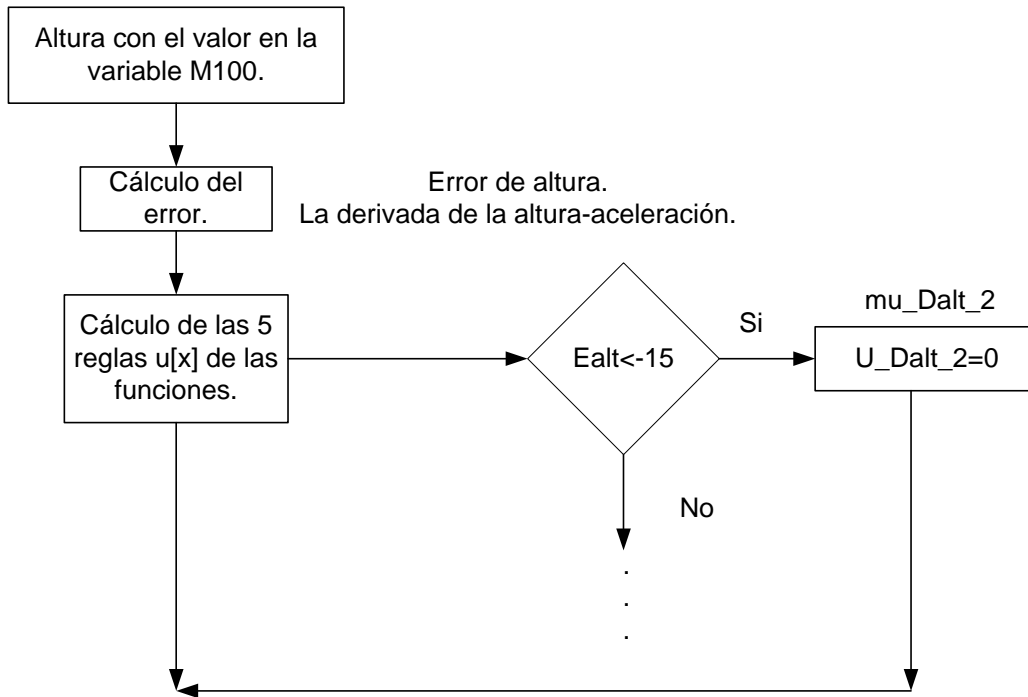 Altura con el valor en la
variable M100.
Cálculo del
error.
Error de altura.
La derivada de la altura-aceleración.
Cálculo de las 5
reglas u[x] de las
funciones.
Ealt<-15
Si
mu_Dalt_2
U_Dalt_2=0
No
.
.
.